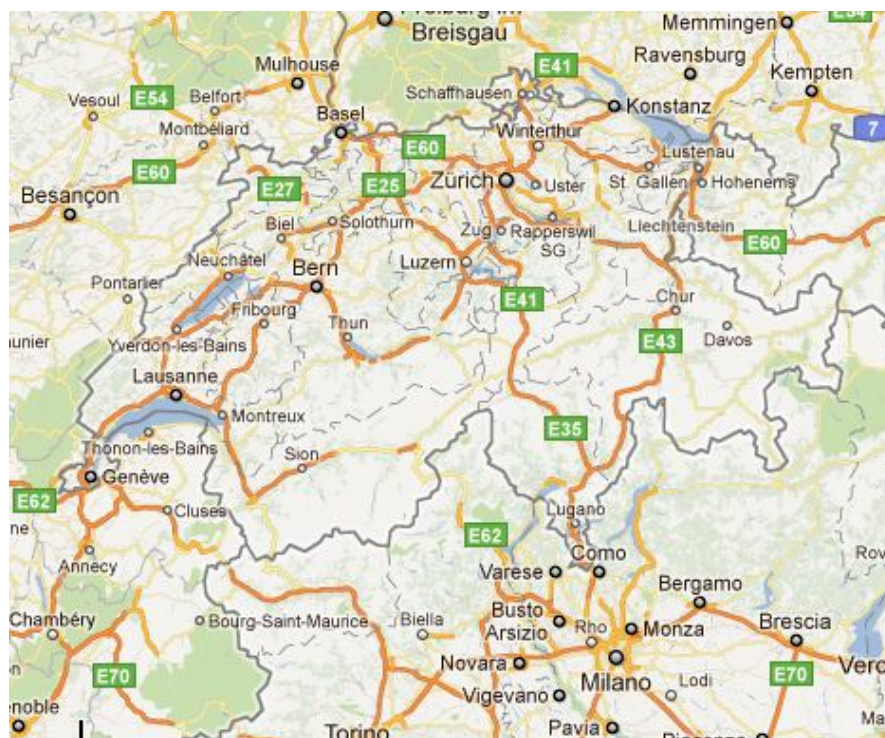 Freiburg im
Breisgau
Memmingen
E54
Ravensburg
Mulhouse
E41
Kempten
Schaffhausen
E54
Belfort
Vesoul
Konstanz
Basel
Montbéliard
Winterthur
7
E60
Lustenau
E60
Zürich
St. Gallen
Hohenems
E27
E25
Uster
Besançon
Solothurn
Zug
Rapperswil
SG
Liechtenstein
Biel
E60
Neuchâtel
Luzern
Bern
Pontarlier
E41
Chur
Fribourg
Thun
Davos
E43
Yverdon-les-Bains
Lausanne
Montreux
E35
Thonon-les-Bains
Sion
Genève
E62
Cluses
Lugano
E62
Annecy
Varese
Como
Bergamo
Chambéry
Bourg-Saint-Maurice
Biella
Busto
Arsizio
Rho
Monza
Brescia
Novara
E70
E70
Milano
Lodi
Vigevano
Torino
Pavia